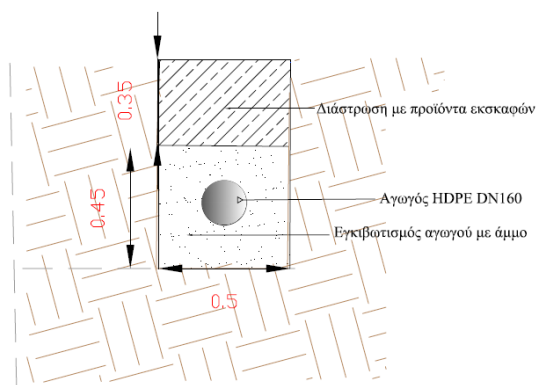 0.35
Διάστρωση με προϊόντα εκσκαφών
0.45
Αγωγός HDPE DN160
Εγκιβωτισμός αγωγού με άμμο
0.5